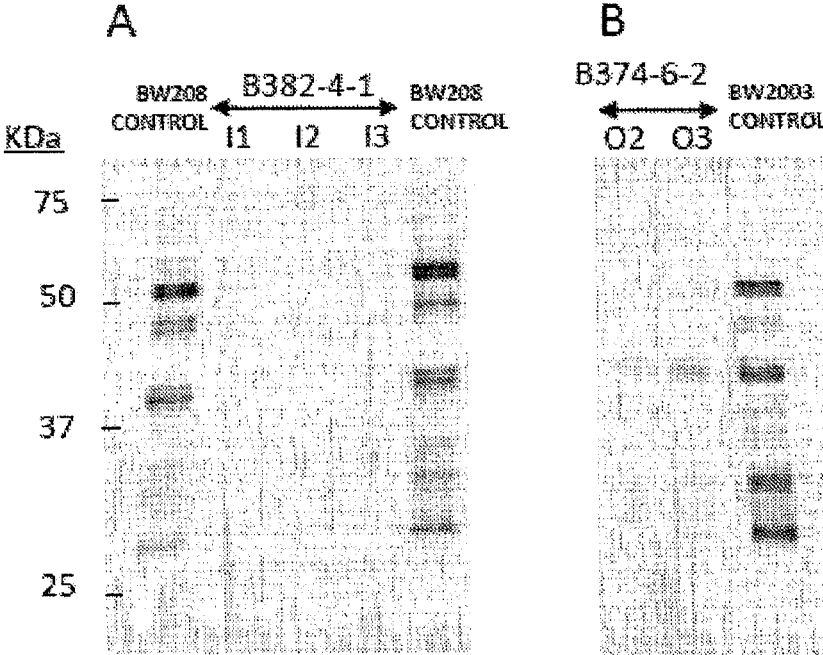 A
B
BW208
CONTROL
B382-4-1
BW208
CONTROL
B374-6-2
BW2003
CONTROL
KDa
I1 I2 I3
O2 O3
75
50
37
25